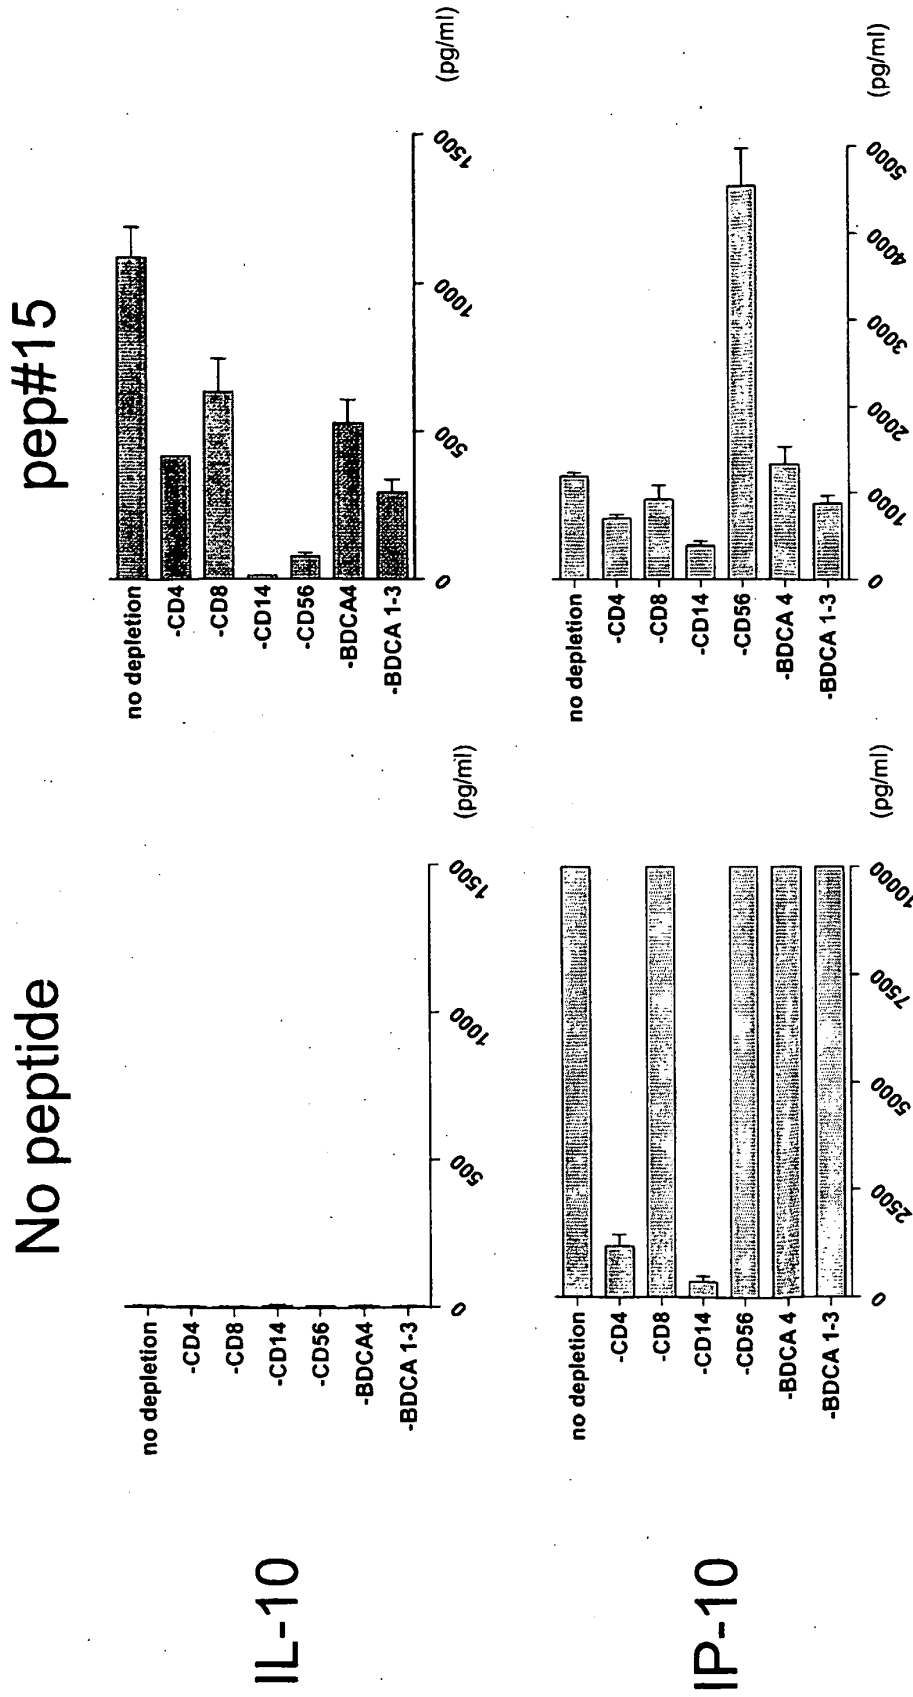 No peptide
pep#15
IL-10
no depletion
-CD4
-CD8
-CD14
-CD56
-BDCA4
-BDCA 1-3
0
500
1000
1500
(pg/ml)
no depletion
-CD4
-CD8
-CD14
-CD56
-BDCA4
-BDCA 1-3
0
500
1000
1500
(pg/ml)
IP-10
no depletion
-CD4
-CD8
-CD14
-CD56
-BDCA 4
-BDCA 1-3
0
2500
5000
7500
10000
(pg/ml)
no depletion
-CD4
-CD8
-CD14
-CD56
-BDCA 4
-BDCA 1-3
0
1000
2000
3000
4000
5000
(pg/ml)